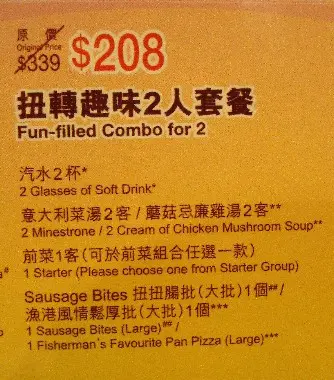 原 價
Original Price
$339 $208
扭轉趣味2人套餐
Fun-filled Combo for 2
汽水2杯*
2 Glasses of Soft Drink*
意大利菜湯2客 / 蘑菇忌廉雞湯2客**
2 Minestrone / 2 Cream of Chicken Mushroom Soup**
前菜1客(可於前菜組合任選一款)
1 Starter (Please choose one from Starter Group)
Sausage Bites 扭扭腸批(大批)1個## /
漁港風情鬆厚批(大批)1個***
1 Sausage Bites (Large)## /
1 Fisherman's Favourite Pan Pizza (Large)***